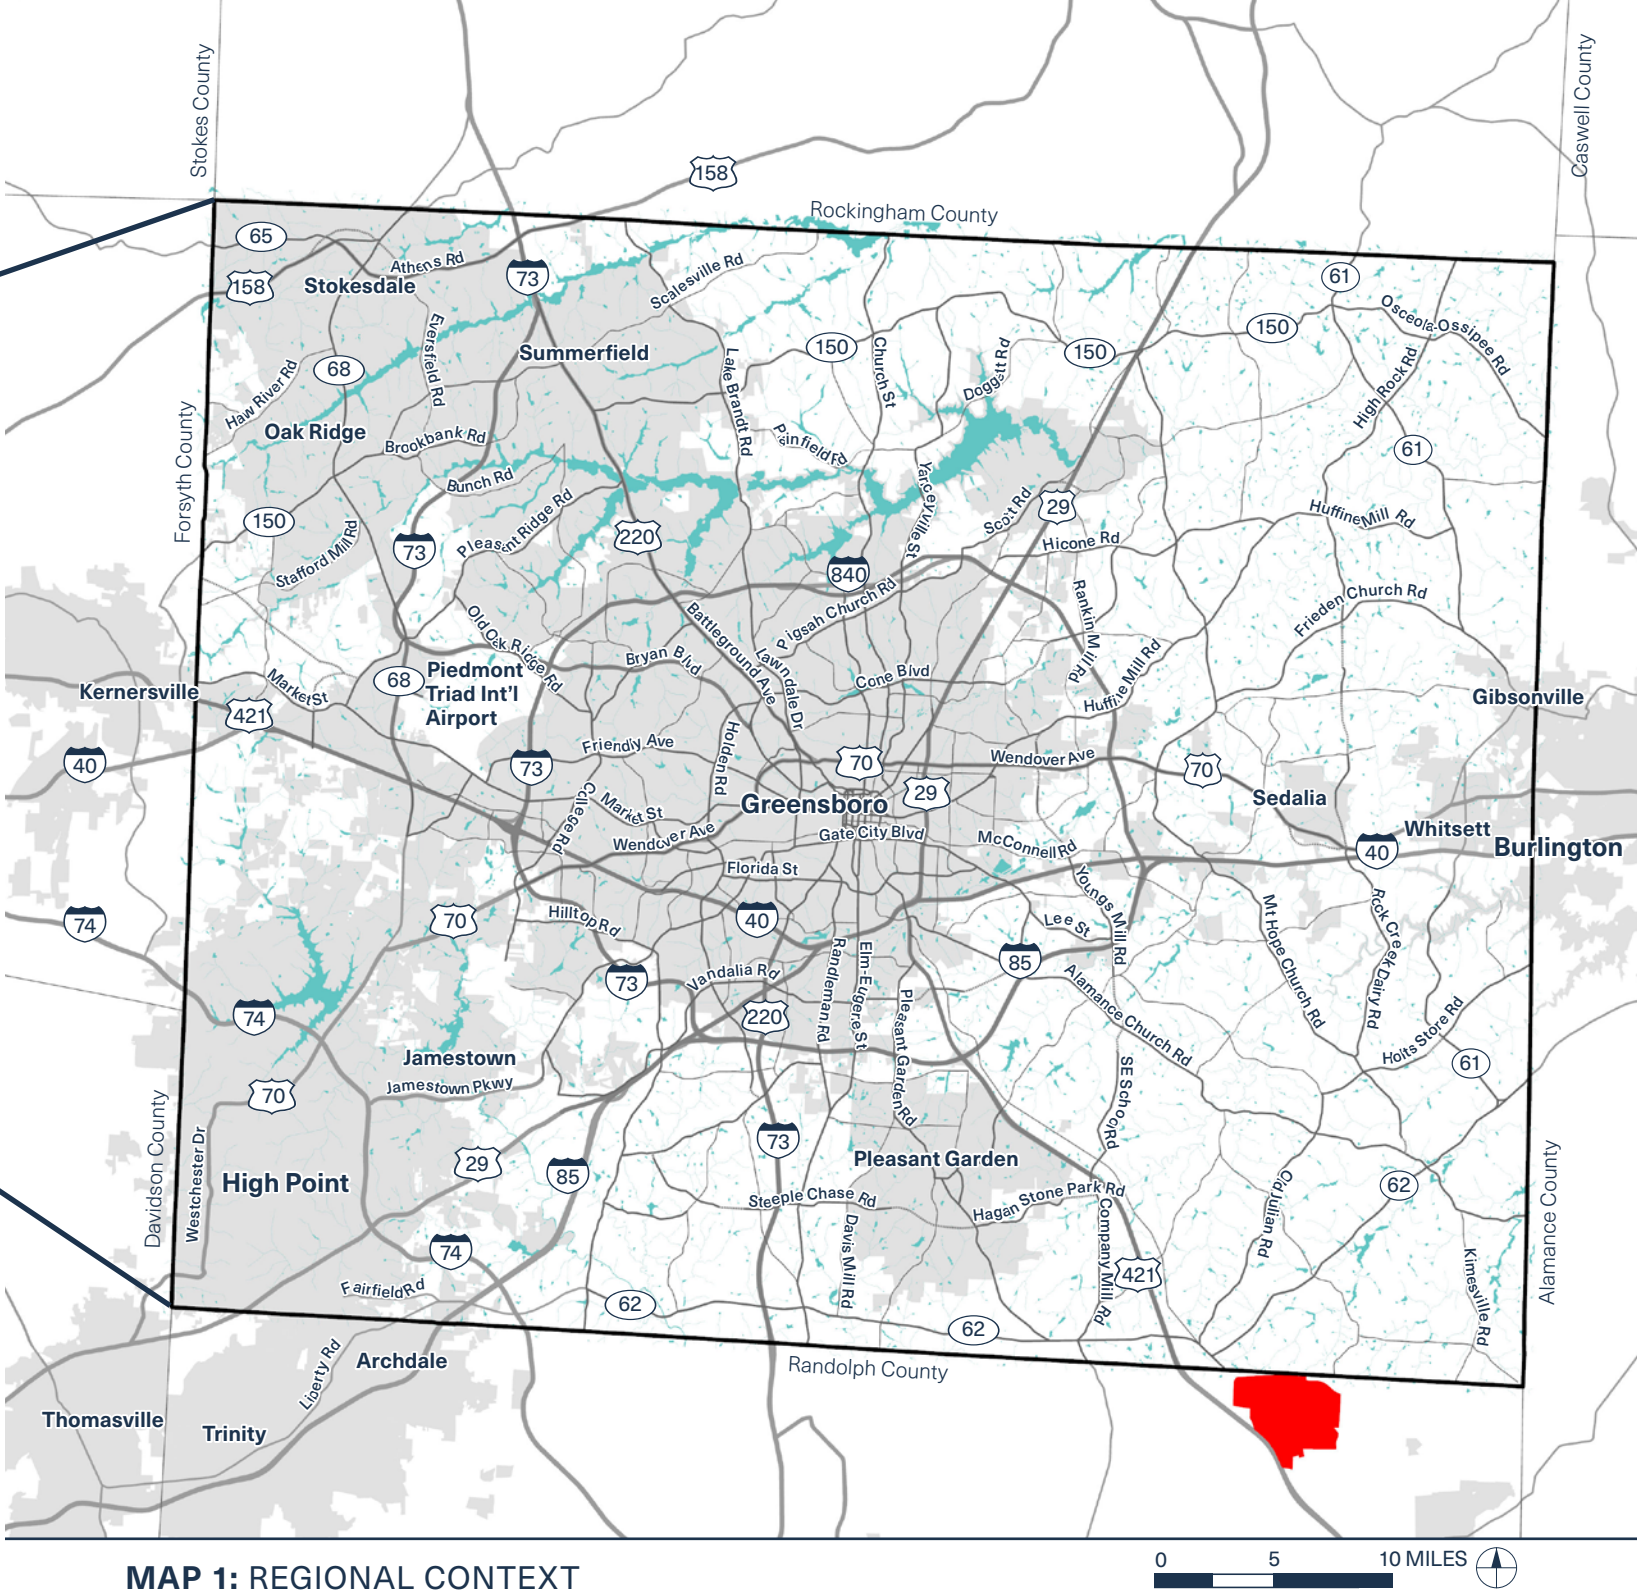 Stokes County
Caswell County
158
Rockingham County
65
Athens Rd
73
61
158
Stokesdale
Scalesville Rd
Osceola-Ossipee Rd
150
Eversfield Rd
Summerfield
150
Church St
150
Lake Brandt Rd
Doggett Rd
High Rock Rd
68
Haw River Rd
Oak Ridge
Brookbank Rd
61
Bunch Rd
Yanceyville St
Forsyth County
150
Stafford Mill Rd
73
Pleasant Ridge Rd
220
Scott Rd
29
Huffine Mill Rd
Hicone Rd
840
Pigsah Church Rd
Rankin Mill Rd
Frieden Church Rd
Old Oak Ridge Rd
Battleground Ave
Lawndale Dr
Bryan Blvd
Cone Blvd
Huffine Mill Rd
Kernersville
Market St
68
Piedmont
Triad Int'l
Airport
Gibsonville
421
40
73
Friendly Ave
Holden Rd
70
Wendover Ave
70
Greensboro
29
Sedalia
College Rd
Market St
Wendover Ave
Gate City Blvd
McConnell Rd
Whitsett
40
Burlington
Florida St
Youngs Mill Rd
74
70
Hilltop Rd
40
Lee St
Mt Hope Church Rd
Rock Creek Dairy Rd
85
Randleman Rd
Elm-Eugene St
73
Vandalia Rd
Alamance Church Rd
74
220
Pleasant Garden Rd
Holts Store Rd
Jamestown
61
Jamestown Pkwy
70
SE School Rd
Davidson County
Westchester Dr
73
29
85
Pleasant Garden
High Point
Steeple Chase Rd
Hagan Stone Park Rd
62
Old Julian Rd
Alamance County
Davis Mill Rd
Company Mill Rd
74
421
Kimesville Rd
Fairfield Rd
62
62
Liberty Rd
Archdale
Randolph County
Thomasville
Trinity
MAP 1: REGIONAL CONTEXT
0 5 10 MILES